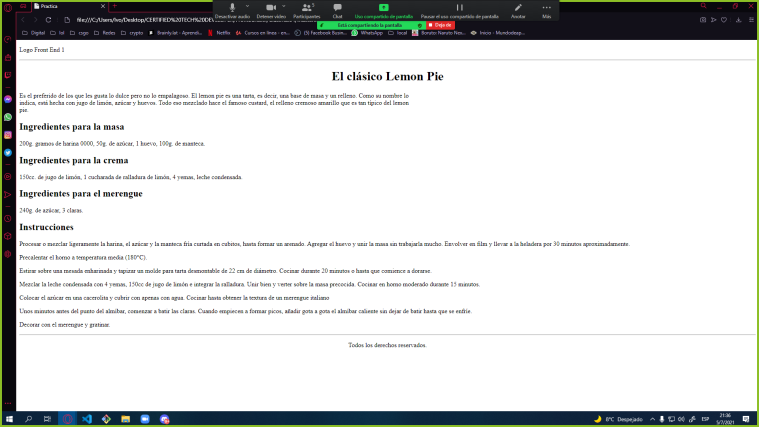 Practica
Desactivar audio
Detener video
Participantes
5
Chat
Uso compartido de pantalla
Pausar el uso compartido de pantalla
Anotar
Más
Está compartiendo la pantalla
Deja de
Digital
lol
csgo
Redes
crypto
Brainly.lat - Aprendi...
Netflix
Cursos en línea - en...
(5) Facebook Busin...
WhatsApp
local
Boruto: Naruto Nex...
Inicio - Mundodeap...
Logo Front End 1
El clásico Lemon Pie
Es el preferido de los que les gusta lo dulce pero no lo empalagoso. El lemon pie es una tarta, es decir, una base de masa y un relleno. Como su nombre lo
indica, está hecha con jugo de limón, azúcar y huevos. Todo eso mezclado hace el famoso custard, el relleno cremoso amarillo que es tan típico del lemon
pie.
Ingredientes para la masa
200g. gramos de harina 0000, 50g. de azúcar, 1 huevo, 100g. de manteca.
Ingredientes para la crema
150cc. de jugo de limón, 1 cucharada de ralladura de limón, 4 yemas, leche condensada.
Ingredientes para el merengue
240g. de azúcar, 3 claras.
Instrucciones
Procesar o mezclar ligeramente la harina, el azúcar y la manteca fría curtada en cubitos, hasta formar un arenado. Agregar el huevo y unir la masa sin trabajarla mucho. Envolver en film y llevar a la heladera por 30 minutos aproximadamente.
Precalentar el horno a temperatura media (180°C).
Estirar sobre una mesada enharinada y tapizar un molde para tarta desmontable de 22 cm de diámetro. Cocinar durante 20 minutos o hasta que comience a dorarse.
Mezclar la leche condensada con 4 yemas, 150cc de jugo de limón e integrar la ralladura. Unir bien y verter sobre la masa precocida. Cocinar en horno moderado durante 15 minutos.
Colocar el azúcar en una cacerolita y cubrir con apenas con agua. Cocinar hasta obtener la textura de un merengue italiano
Unos minutos antes del punto del almíbar, comenzar a batir las claras. Cuando empiecen a formar picos, añadir gota a gota el almíbar caliente sin dejar de batir hasta que se enfríe.
Decorar con el merengue y gratinar.
Todos los derechos reservados.
8°C Despejado
ESP
21:36
5/7/2021